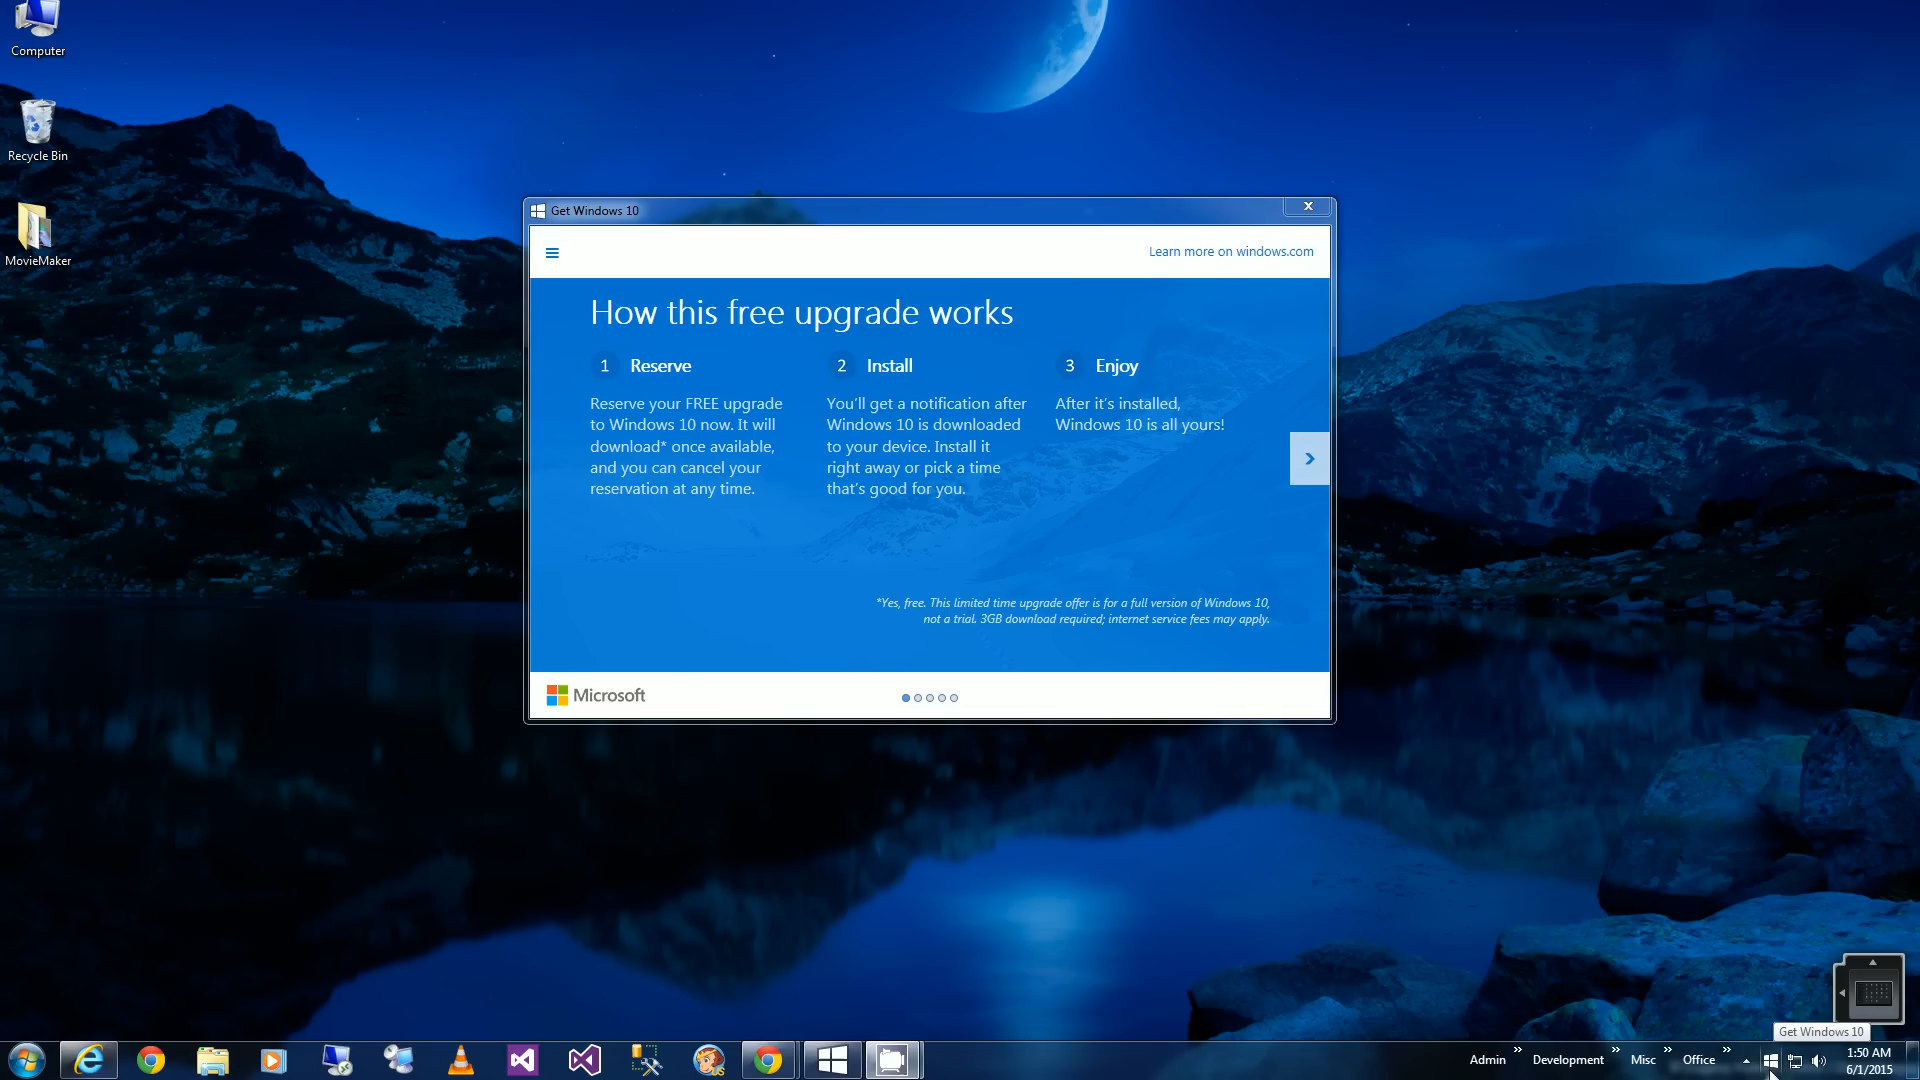 Computer
Recycle Bin
MovieMaker
Get Windows 10
x
Learn more on windows.com
How this free upgrade works
1 Reserve
Reserve your FREE upgrade
to Windows 10 now. It will
download* once available,
and you can cancel your
reservation at any time.
2 Install
You'll get a notification after
Windows 10 is downloaded
to your device. Install it
right away or pick a time
that's good for you.
3 Enjoy
After it's installed,
Windows 10 is all yours!
*Yes, free. This limited time upgrade offer is for a full version of Windows 10,
not a trial. 3GB download required; internet service fees may apply.
Microsoft
Get Windows 10
Admin » Development » Misc » Office »
1:50 AM
6/1/2015